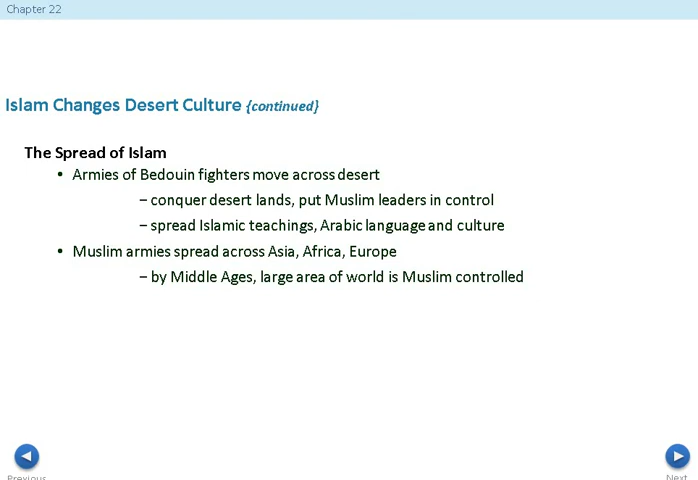 Chapter 22
Islam Changes Desert Culture {continued}
The Spread of Islam
• Armies of Bedouin fighters move across desert
– conquer desert lands, put Muslim leaders in control
– spread Islamic teachings, Arabic language and culture
• Muslim armies spread across Asia, Africa, Europe
– by Middle Ages, large area of world is Muslim controlled
Previous
Next